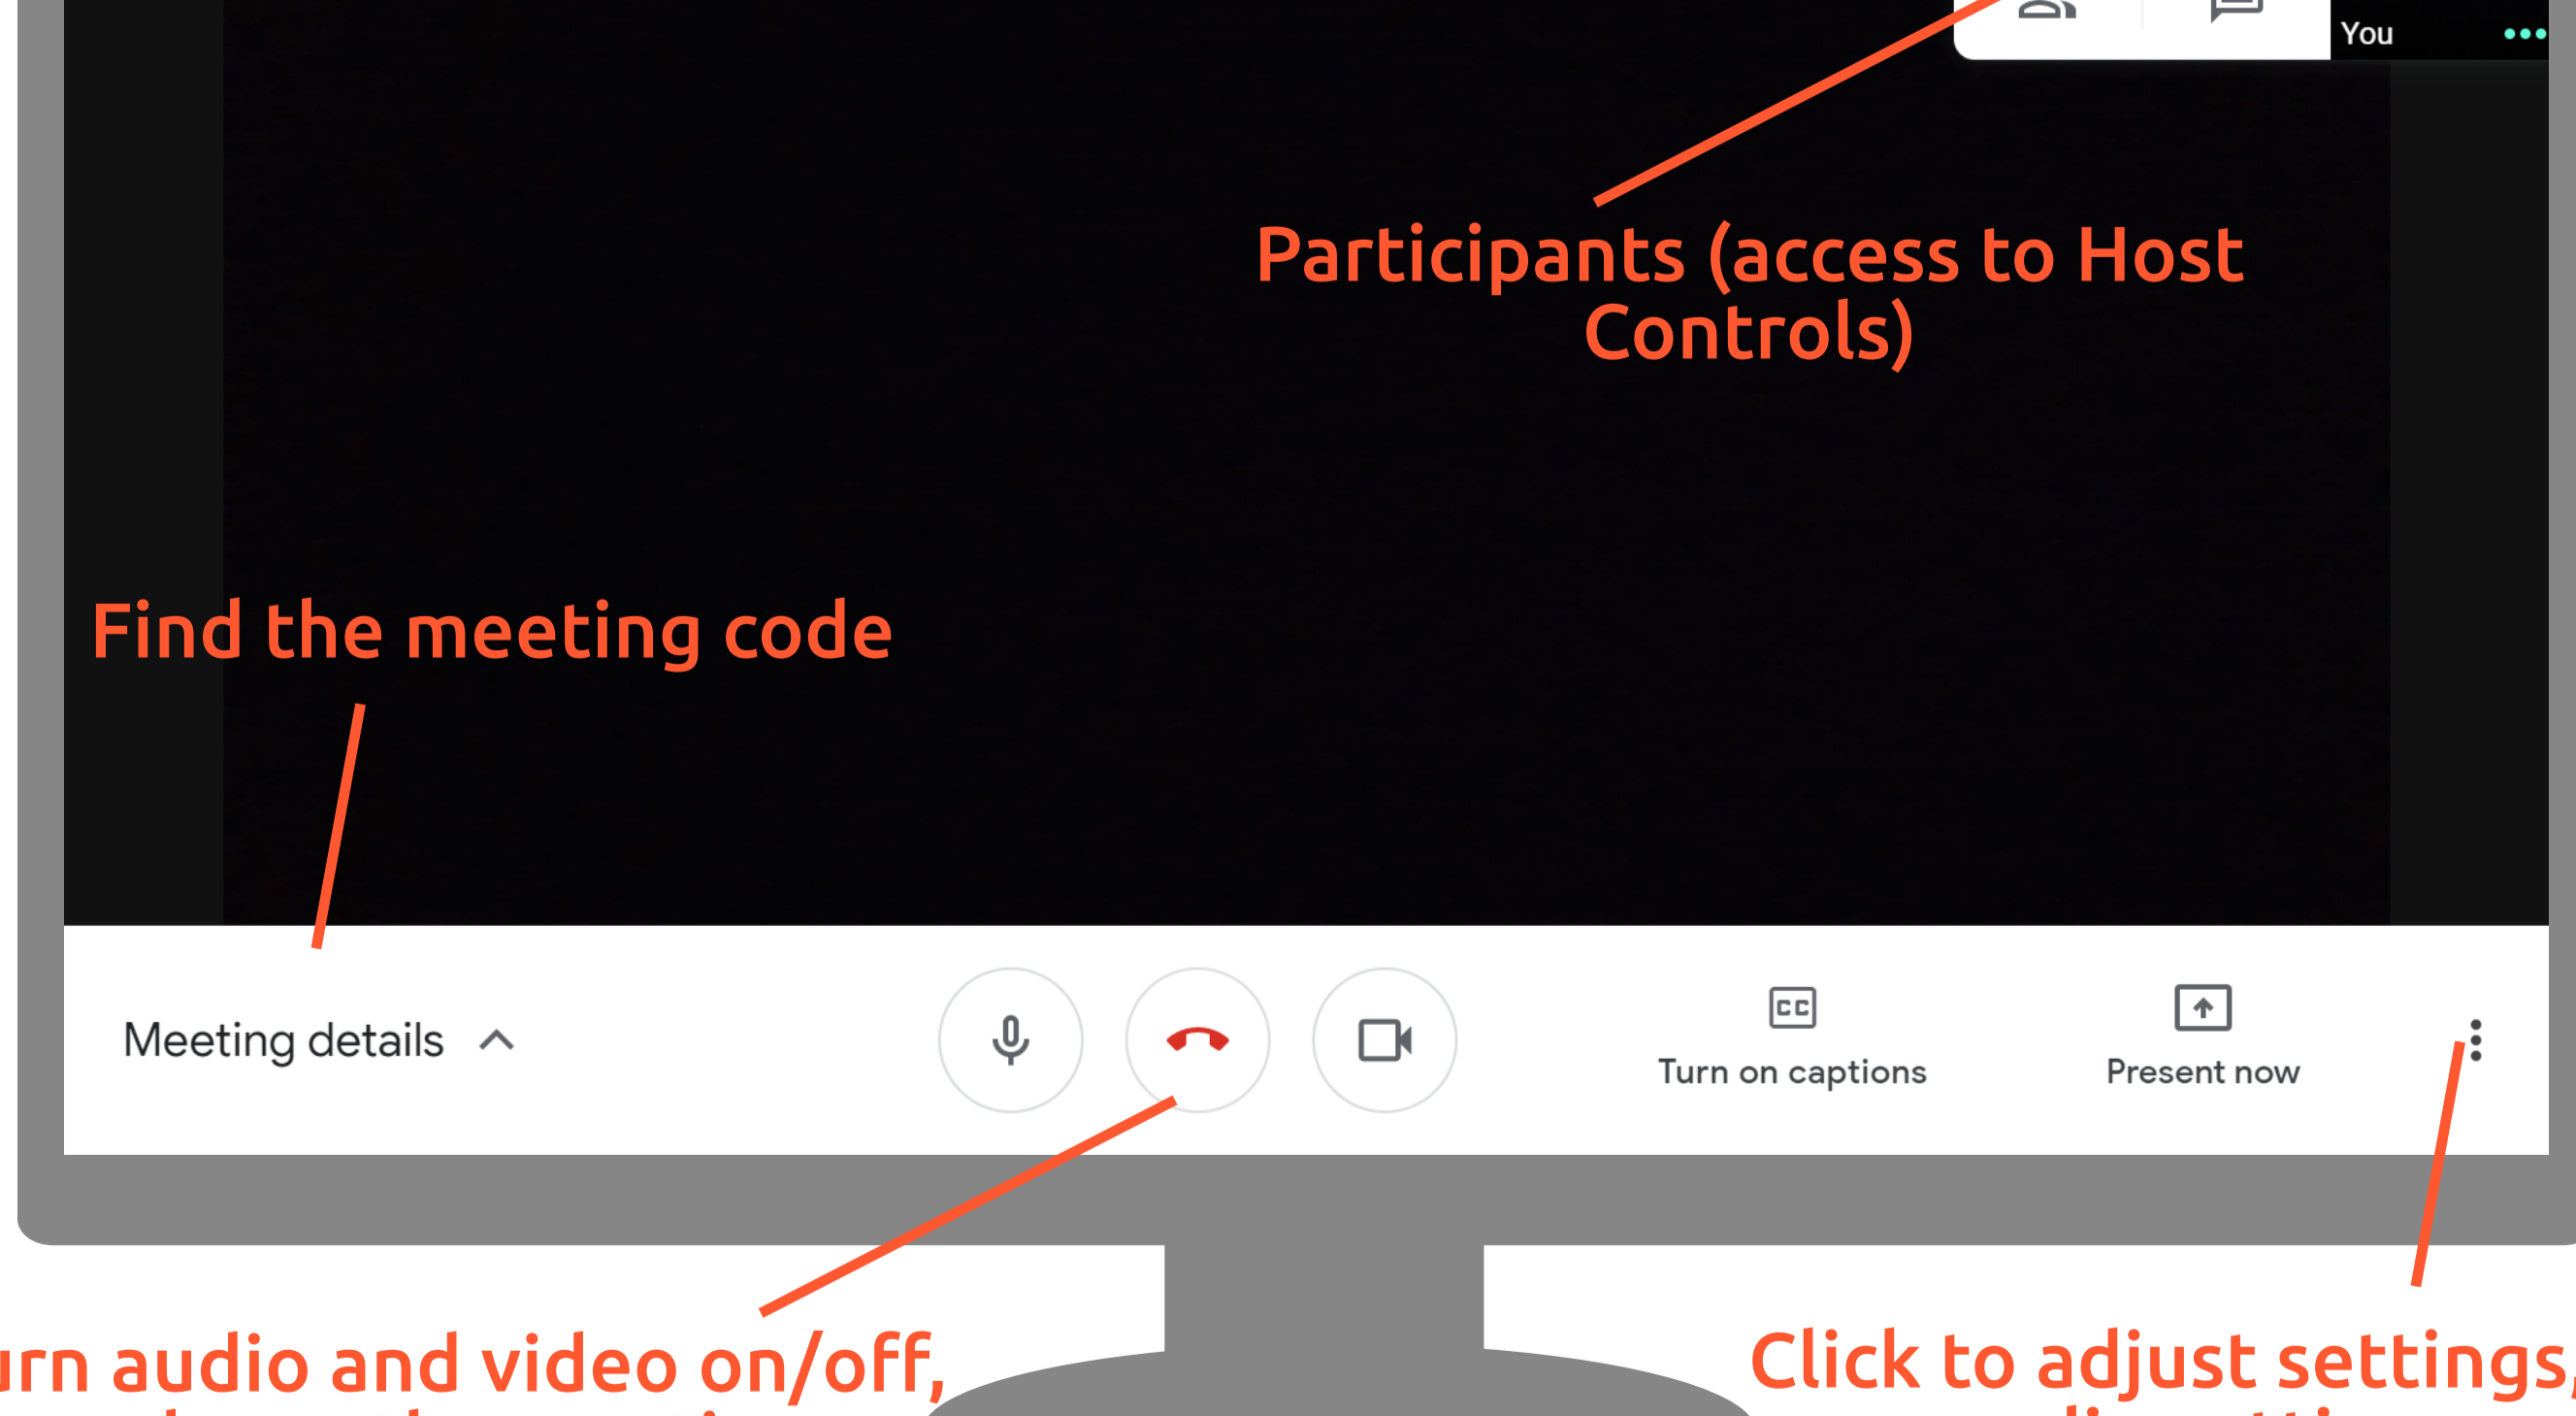 You
Participants (access to Host
Controls)
Find the meeting code
Meeting details
CC
Turn on captions
Present now
urn audio and video on/off,
Click to adjust settings,